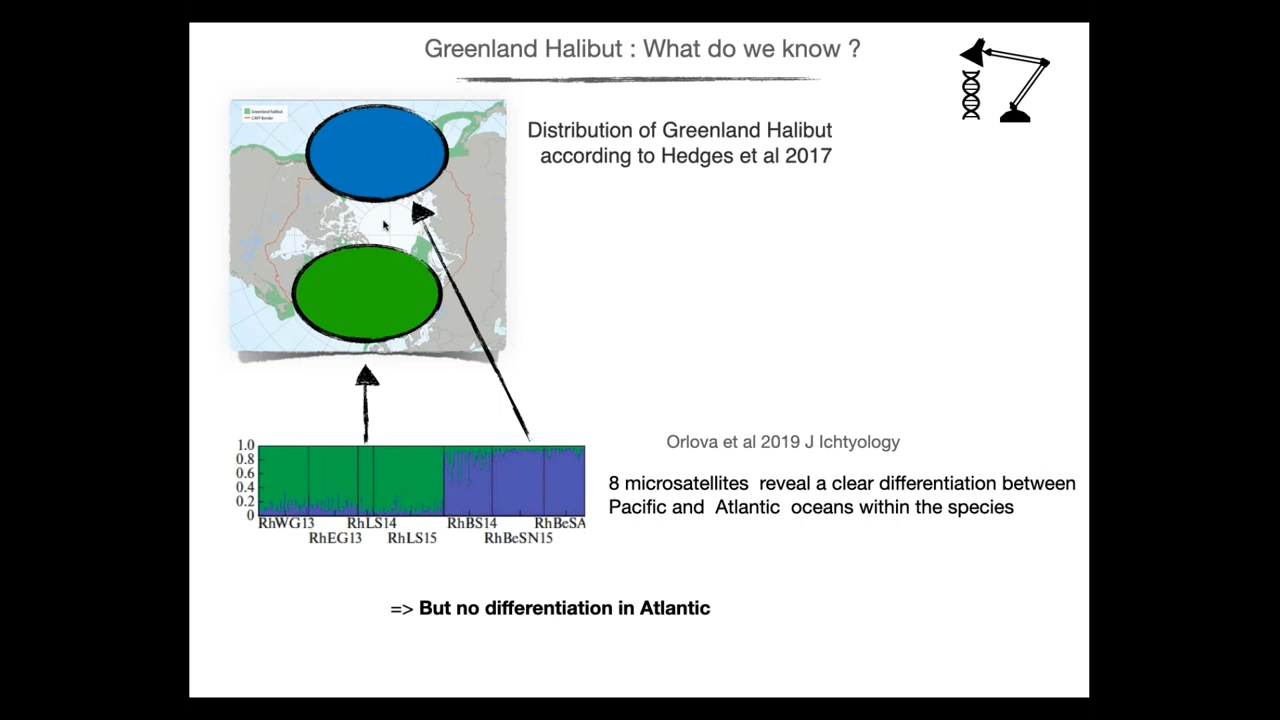 Greenland Halibut : What do we know ?
Greenland halibut
CAFF Border
Distribution of Greenland Halibut
according to Hedges et al 2017
Orlova et al 2019 J Ichtyology
8 microsatellites reveal a clear differentiation between
Pacific and Atlantic oceans within the species
1.0
0.8
0.6
0.4
0.2
0
RhWG13 RhLS14 RhBS14 RhBeSA
RhEG13 RhLS15 RhBeSN15
=> But no differentiation in Atlantic